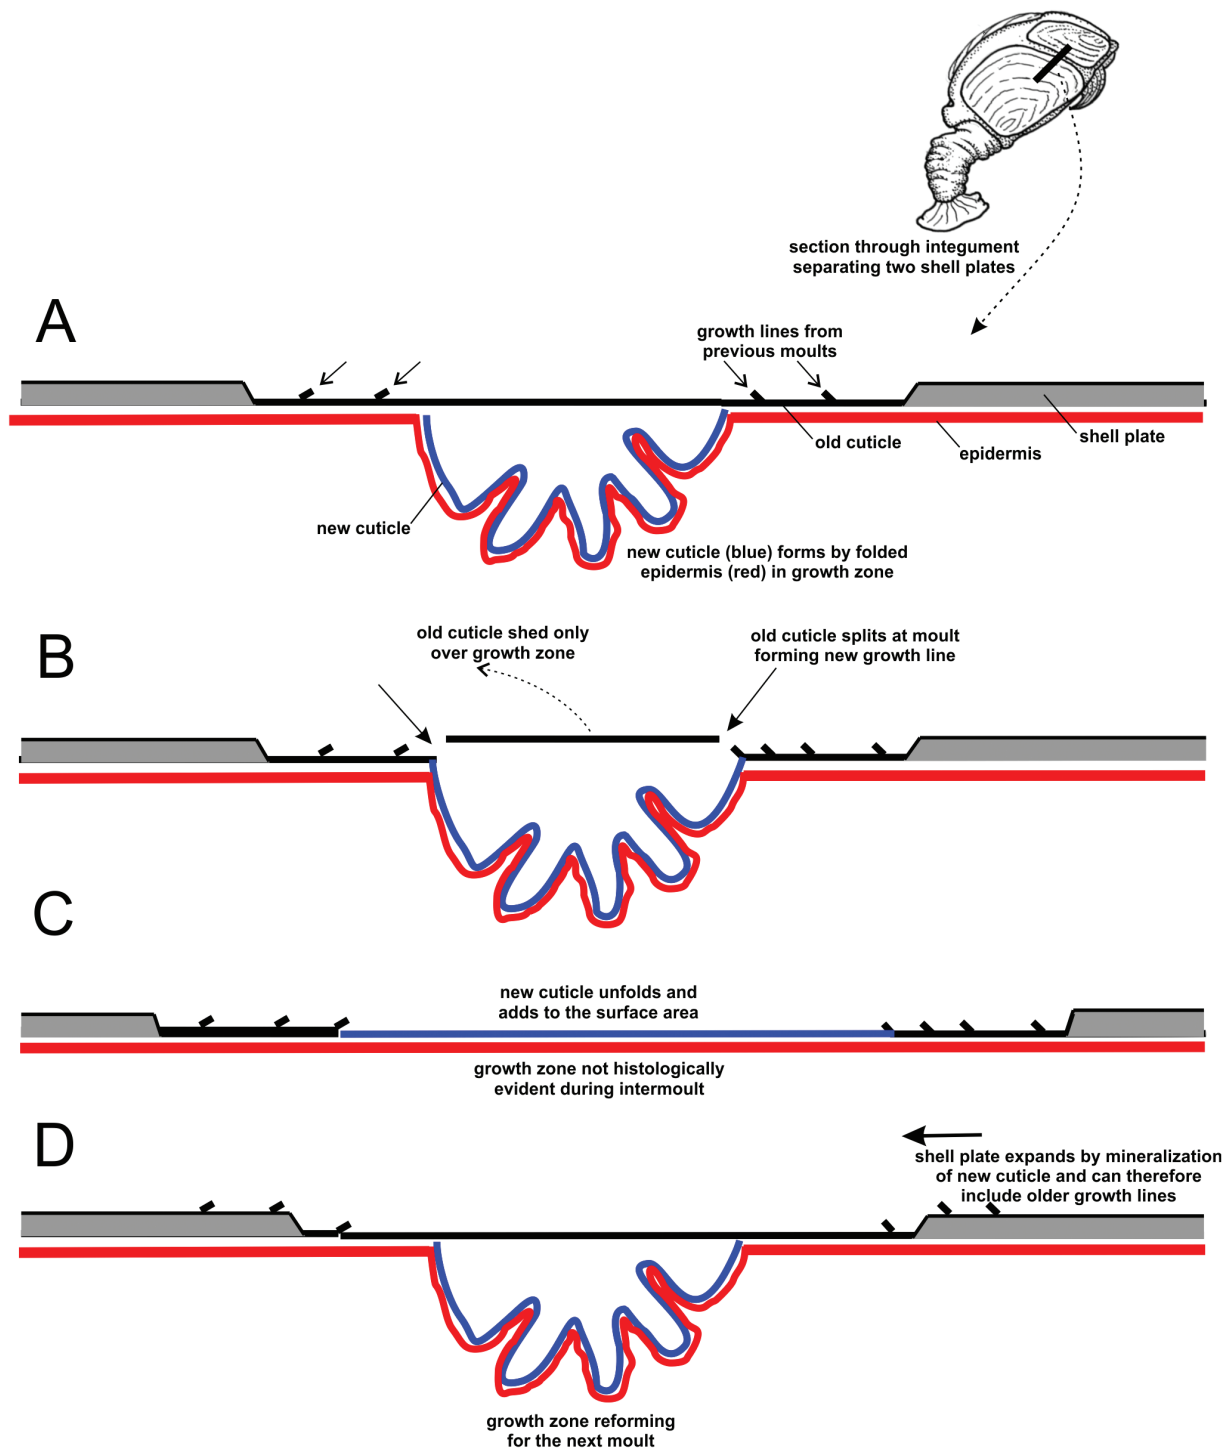 section through integument
separating two shell plates
A
growth lines from
previous moults
old cuticle
shell plate
epidermis
new cuticle
new cuticle (blue) forms by folded
epidermis (red) in growth zone
B
old cuticle shed only
over growth zone
old cuticle splits at moult
forming new growth line
C
new cuticle unfolds and
adds to the surface area
growth zone not histologically
evident during intermoult
D
shell plate expands by mineralization
of new cuticle and can therefore
include older growth lines
growth zone reforming
for the next moult